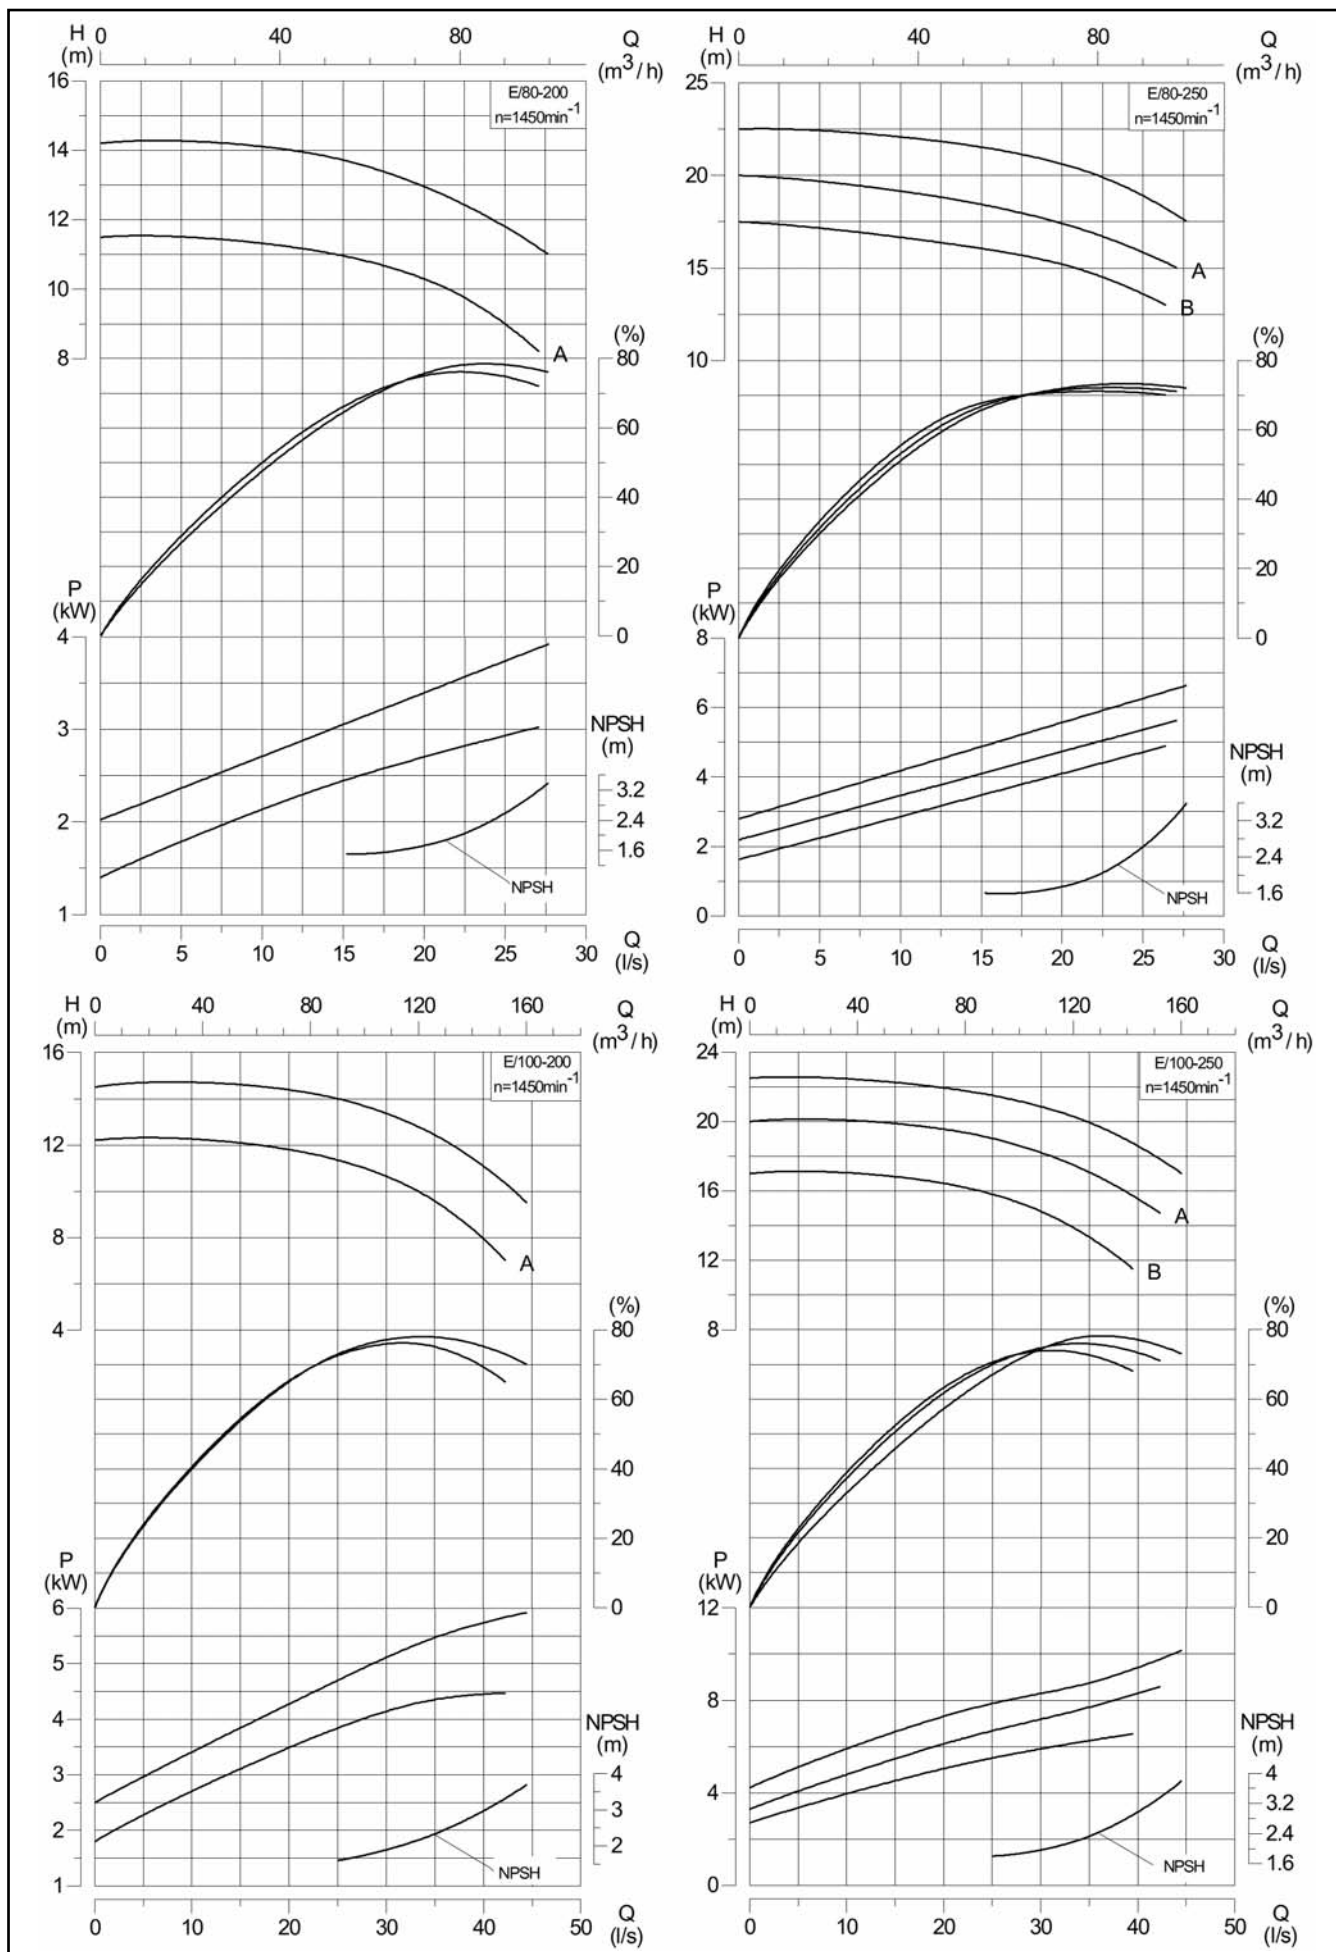 H 0 40 80 Q
(m) (m³/h)
16
E/80-200
n=1450min⁻¹
14
12
10
(%)
8 A 80
60
40
20
P
(kW)
4 0
3 NPSH
(m)
3.2
2 2.4
1.6
NPSH
1
0 5 10 15 20 25 30 Q
(l/s)
H 0 40 80 Q
(m) (m³/h)
25
E/80-250
n=1450min⁻¹
20
15 A
B
(%)
10 80
60
40
20
P
(kW)
8 0
6
NPSH
4 (m)
3.2
2 2.4
NPSH 1.6
0
0 5 10 15 20 25 30 Q
(l/s)
H 0 40 80 120 160 Q
(m) (m³/h)
16
E/100-200
n=1450min⁻¹
12
8
A
(%)
4 80
60
40
20
P
(kW)
6 0
5
4 NPSH
(m)
3 4
3
2 2
NPSH
1
0 10 20 30 40 50 Q
(l/s)
H 0 40 80 120 160 Q
(m) (m³/h)
24
E/100-250
n=1450min⁻¹
20
16 A
12 B
(%)
8 80
60
40
20
P
(kW)
12 0
8 NPSH
(m)
4 4
3.2
2.4
NPSH 1.6
0
0 10 20 30 40 50 Q
(l/s)